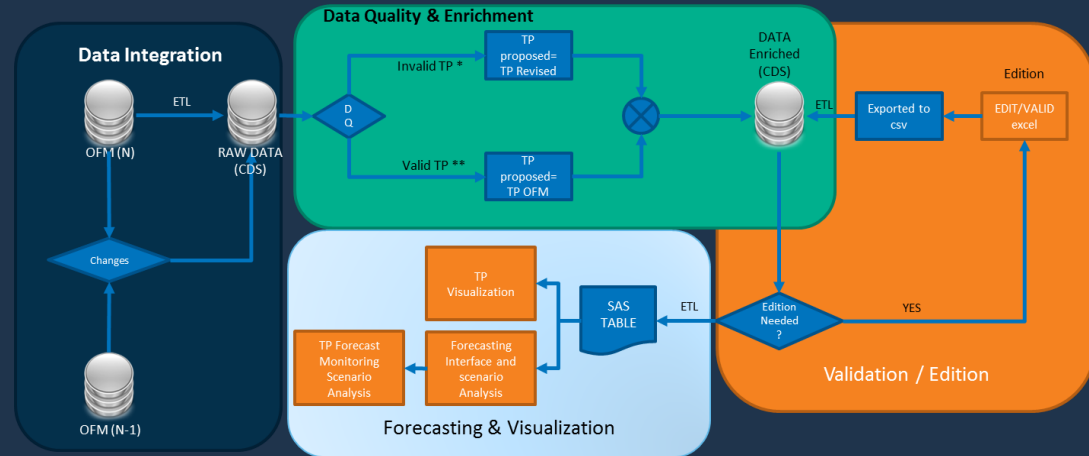 Data Integration
OFM (N)
ETL
RAW DATA
(CDS)
Changes
OFM (N-1)
Data Quality & Enrichment
D
Q
Invalid TP *
Valid TP **
TP
proposed=
TP Revised
TP
proposed=
TP OFM
DATA
Enriched
(CDS)
ETL
Exported to
csv
Edition
EDIT/VALID
excel
Edition
Needed
?
YES
Validation / Edition
ETL
SAS
TABLE
TP
Visualization
Forecasting
Interface and
scenario
Analysis
TP Forecast
Monitoring
Scenario
Analysis
Forecasting & Visualization